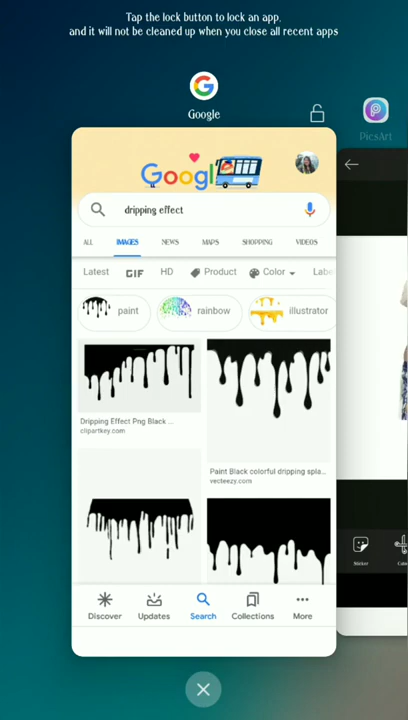 Tap the lock button to lock an app,
and it will not be cleaned up when you close all recent apps
Google
PicsArt
Google
dripping effect
ALL IMAGES NEWS MAPS SHOPPING VIDEOS
Latest GIF HD Product Color Labe
paint rainbow illustrator
Dripping Effect Png Black ...
clipartkey.com
Paint Black colorful dripping spla...
vecteezy.com
Sticker
Discover Updates Search Collections More